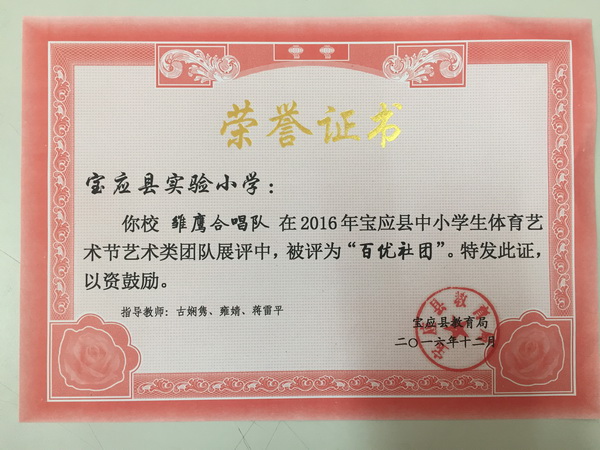 荣誉证书
宝应县实验小学：
你校 雏鹰合唱队 在2016年宝应县中小学生体育艺
术节艺术类团队展评中，被评为“百优社团”。特发此证，
以资鼓励。
指导教师：古娴隽、雍婧、蒋雷平
宝应县教育局
二〇一六年十二月